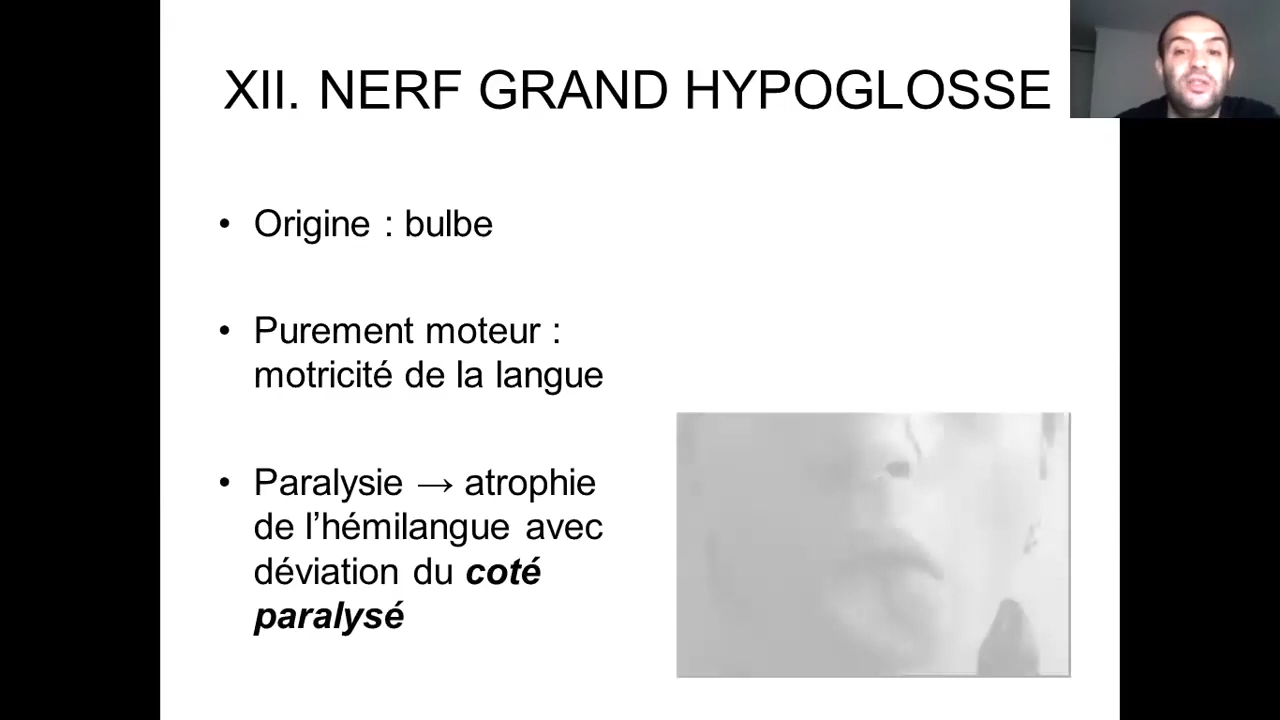 XII. NERF GRAND HYPOGLOSSE
• Origine : bulbe
• Purement moteur :
motricité de la langue
• Paralysie → atrophie
de l’hémilangue avec
déviation du coté
paralysé